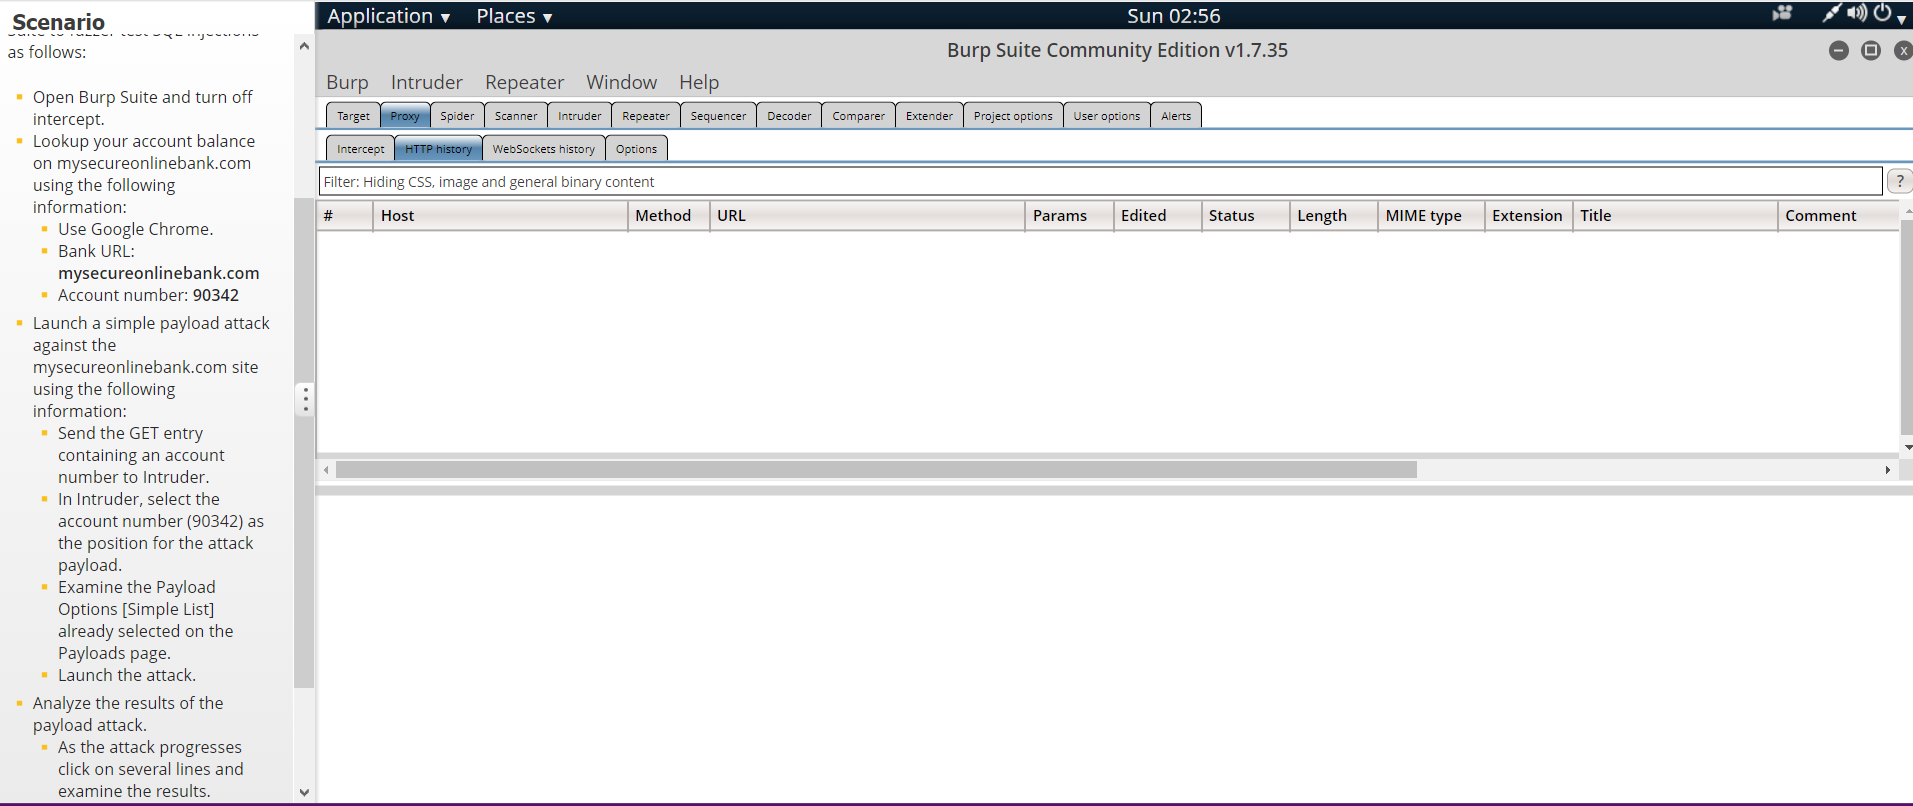 Scenario
as follows:
Open Burp Suite and turn off
intercept.
Lookup your account balance
on mysecureonlinebank.com
using the following
information:
Use Google Chrome.
Bank URL:
mysecureonlinebank.com
Account number: 90342
Launch a simple payload attack
against the
mysecureonlinebank.com site
using the following
information:
Send the GET entry
containing an account
number to Intruder.
In Intruder, select the
account number (90342) as
the position for the attack
payload.
Examine the Payload
Options [Simple List]
already selected on the
Payloads page.
Launch the attack.
Analyze the results of the
payload attack.
As the attack progresses
click on several lines and
examine the results.
Application Places Sun 02:56
Burp Suite Community Edition v1.7.35
Burp Intruder Repeater Window Help
Target Proxy Spider Scanner Intruder Repeater Sequencer Decoder Comparer Extender Project options User options Alerts
Intercept HTTP history WebSockets history Options
Filter: Hiding CSS, image and general binary content ?
# Host Method URL Params Edited Status Length MIME type Extension Title Comment